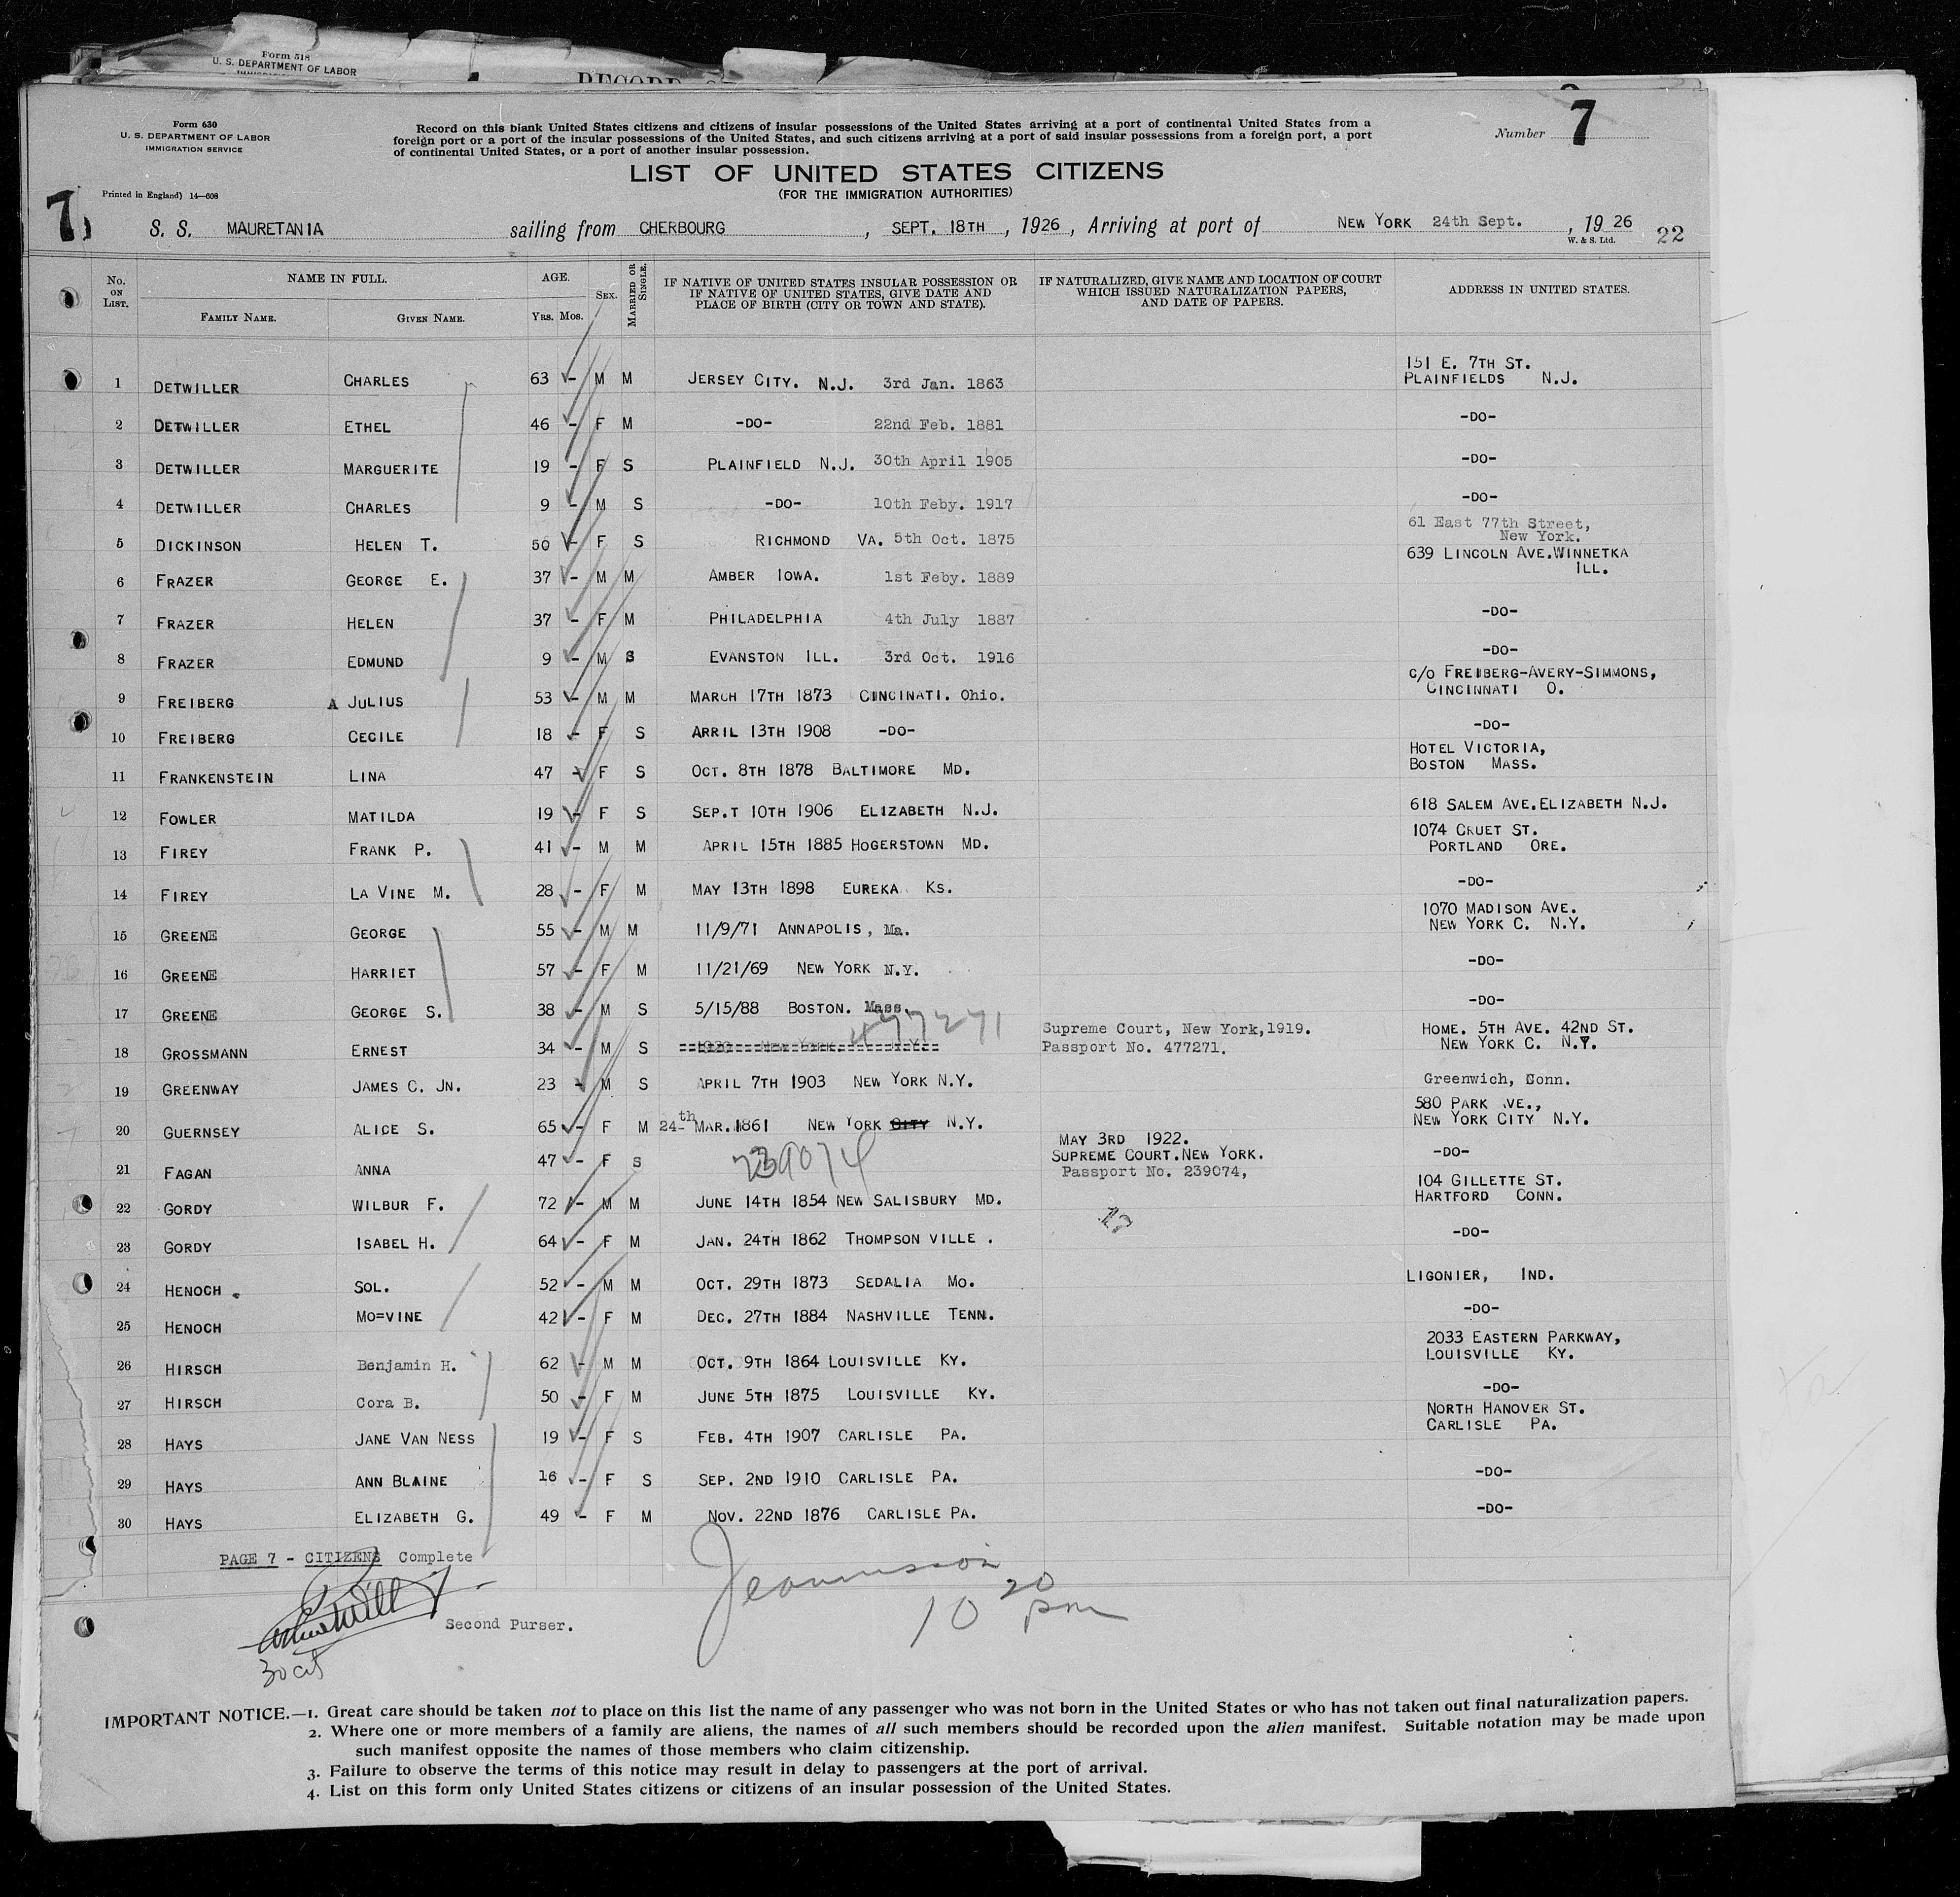 Form 518
U. S. DEPARTMENT OF LABOR
Form 630
U. S. DEPARTMENT OF LABOR
IMMIGRATION SERVICE
Printed in England) 14—608
Record on this blank United States citizens and citizens of insular possessions of the United States arriving at a port of continental United States from a
foreign port or a port of the insular possessions of the United States, and such citizens arriving at a port of said insular possessions from a foreign port, a port
of continental United States, or a port of another insular possession.
Number 7
LIST OF UNITED STATES CITIZENS
(FOR THE IMMIGRATION AUTHORITIES)
7
S. S. MAURETANIA sailing from CHERBOURG, SEPT. 18TH, 1926, Arriving at port of NEW YORK 24th Sept., 1926
W. & S. Ltd.
22
No. ON LIST. NAME IN FULL. AGE. SEX. MARRIED OR SINGLE. IF NATIVE OF UNITED STATES INSULAR POSSESSION OR IF NATIVE OF UNITED STATES, GIVE DATE AND PLACE OF BIRTH (CITY OR TOWN AND STATE). IF NATURALIZED, GIVE NAME AND LOCATION OF COURT WHICH ISSUED NATURALIZATION PAPERS, AND DATE OF PAPERS. ADDRESS IN UNITED STATES.
FAMILY NAME. GIVEN NAME. YRS. MOS.
1 DETWILLER CHARLES 63 - M M JERSEY CITY. N.J. 3rd Jan. 1863 151 E. 7TH ST. PLAINFIELDS N.J.
2 DETWILLER ETHEL 46 - F M -DO- 22nd Feb. 1881 -DO-
3 DETWILLER MARGUERITE 19 - F S PLAINFIELD N.J. 30th April 1905 -DO-
4 DETWILLER CHARLES 9 - M S -DO- 10th Feby. 1917 -DO-
5 DICKINSON HELEN T. 50 - F S RICHMOND VA. 5th Oct. 1875 61 East 77th Street, New York.
6 FRAZER GEORGE E. 37 - M M AMBER IOWA. 1st Feby. 1889 639 LINCOLN AVE.WINNETKA ILL.
7 FRAZER HELEN 37 - F M PHILADELPHIA 4th July 1887 -DO-
8 FRAZER EDMUND 9 - M S EVANSTON ILL. 3rd Oct. 1916 -DO-
9 FREIBERG A JULIUS 53 - M M MARCH 17TH 1873 CINCINATI. Ohio. c/o FREIBERG-AVERY-SIMMONS, CINCINNATI O.
10 FREIBERG CECILE 18 - F S ARRIL 13TH 1908 -DO- -DO-
11 FRANKENSTEIN LINA 47 - F S OCT. 8TH 1878 BALTIMORE MD. HOTEL VICTORIA, BOSTON MASS.
12 FOWLER MATILDA 19 - F S SEP.T 10TH 1906 ELIZABETH N.J. 618 SALEM AVE.ELIZABETH N.J.
13 FIREY FRANK P. 41 - M M APRIL 15TH 1885 HOGERSTOWN MD. 1074 CRUET ST. PORTLAND ORE.
14 FIREY LA VINE M. 28 - F M MAY 13TH 1898 EUREKA KS. -DO-
15 GREENE GEORGE 55 - M M 11/9/71 ANNAPOLIS, Ma. 1070 MADISON AVE. NEW YORK C. N.Y.
16 GREENE HARRIET 57 - F M 11/21/69 NEW YORK N.Y. -DO-
17 GREENE GEORGE S. 38 - M S 5/15/88 BOSTON. Mass. -DO-
18 GROSSMANN ERNEST 34 - M S 1920 New York N.Y. 477271 Supreme Court, New York,1919. Passport No. 477271. HOME. 5TH AVE. 42ND ST. NEW YORK C. N.Y.
19 GREENWAY JAMES C. JN. 23 - M S APRIL 7TH 1903 NEW YORK N.Y. Greenwich, Conn.
20 GUERNSEY ALICE S. 65 - F M 24th MAR. 1861 NEW YORK CITY N.Y. 580 PARK AVE., NEW YORK CITY N.Y.
21 FAGAN ANNA 47 - F S 239074 MAY 3RD 1922. SUPREME COURT.NEW YORK. Passport No. 239074, -DO-
22 GORDY WILBUR F. 72 - M M JUNE 14TH 1854 NEW SALISBURY MD. 104 GILLETTE ST. HARTFORD CONN.
23 GORDY ISABEL H. 64 - F M JAN. 24TH 1862 THOMPSON VILLE . -DO-
24 HENOCH SOL. 52 - M M OCT. 29TH 1873 SEDALIA MO. LIGONIER, IND.
25 HENOCH MO=VINE 42 - F M DEC. 27TH 1884 NASHVILLE TENN. -DO-
26 HIRSCH Benjamin H. 62 - M M OCT. 9TH 1864 LOUISVILLE KY. 2033 EASTERN PARKWAY, LOUISVILLE KY.
27 HIRSCH Cora B. 50 - F M JUNE 5TH 1875 LOUISVILLE KY. -DO-
28 HAYS JANE VAN NESS 19 - F S FEB. 4TH 1907 CARLISLE PA. NORTH HANOVER ST. CARLISLE PA.
29 HAYS ANN BLAINE 16 - F S SEP. 2ND 1910 CARLISLE PA. -DO-
30 HAYS ELIZABETH G. 49 - F M NOV. 22ND 1876 CARLISLE PA. -DO-
PAGE 7 - CITIZENS Complete
Second Purser.
10 20 pm
30 cit
IMPORTANT NOTICE.—1. Great care should be taken not to place on this list the name of any passenger who was not born in the United States or who has not taken out final naturalization papers.
2. Where one or more members of a family are aliens, the names of all such members should be recorded upon the alien manifest. Suitable notation may be made upon
such manifest opposite the names of those members who claim citizenship.
3. Failure to observe the terms of this notice may result in delay to passengers at the port of arrival.
4. List on this form only United States citizens or citizens of an insular possession of the United States.